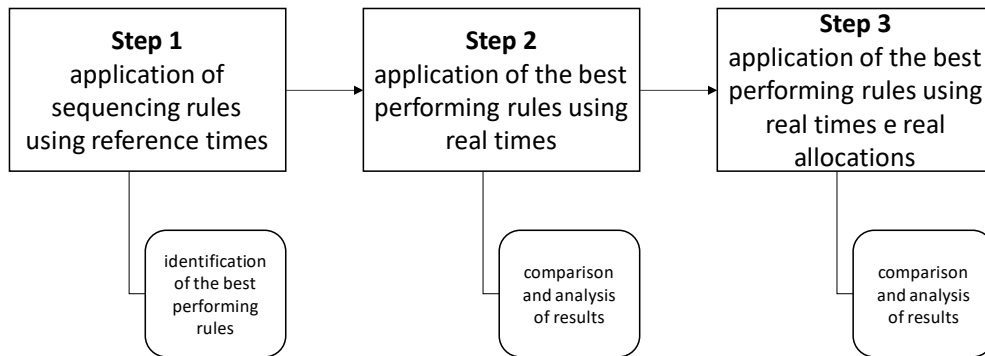 Step 1
application of
sequencing rules
using reference times
Step 2
application of the best
performing rules using
real times
Step 3
application of the best
performing rules using
real times e real
allocations
identification
of the best
performing
rules
comparison
and analysis
of results
comparison
and analysis
of results